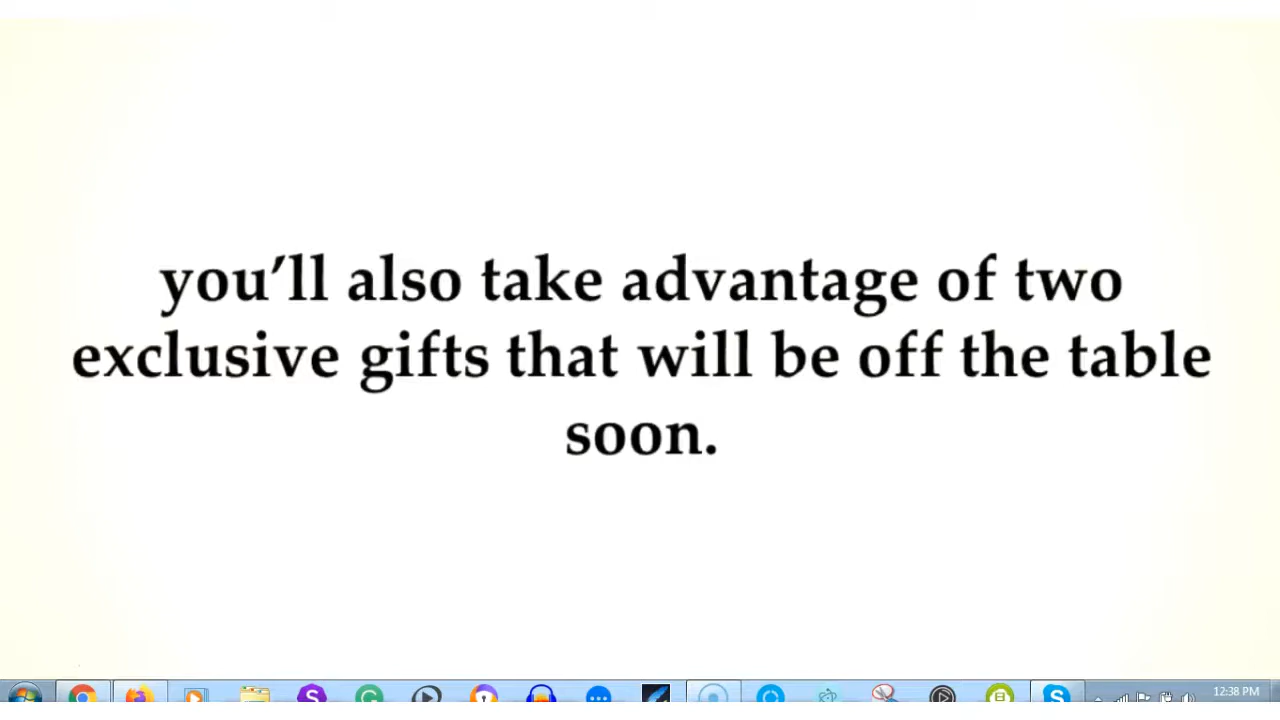 you’ll also take advantage of two
exclusive gifts that will be off the table
soon.
12:38 PM